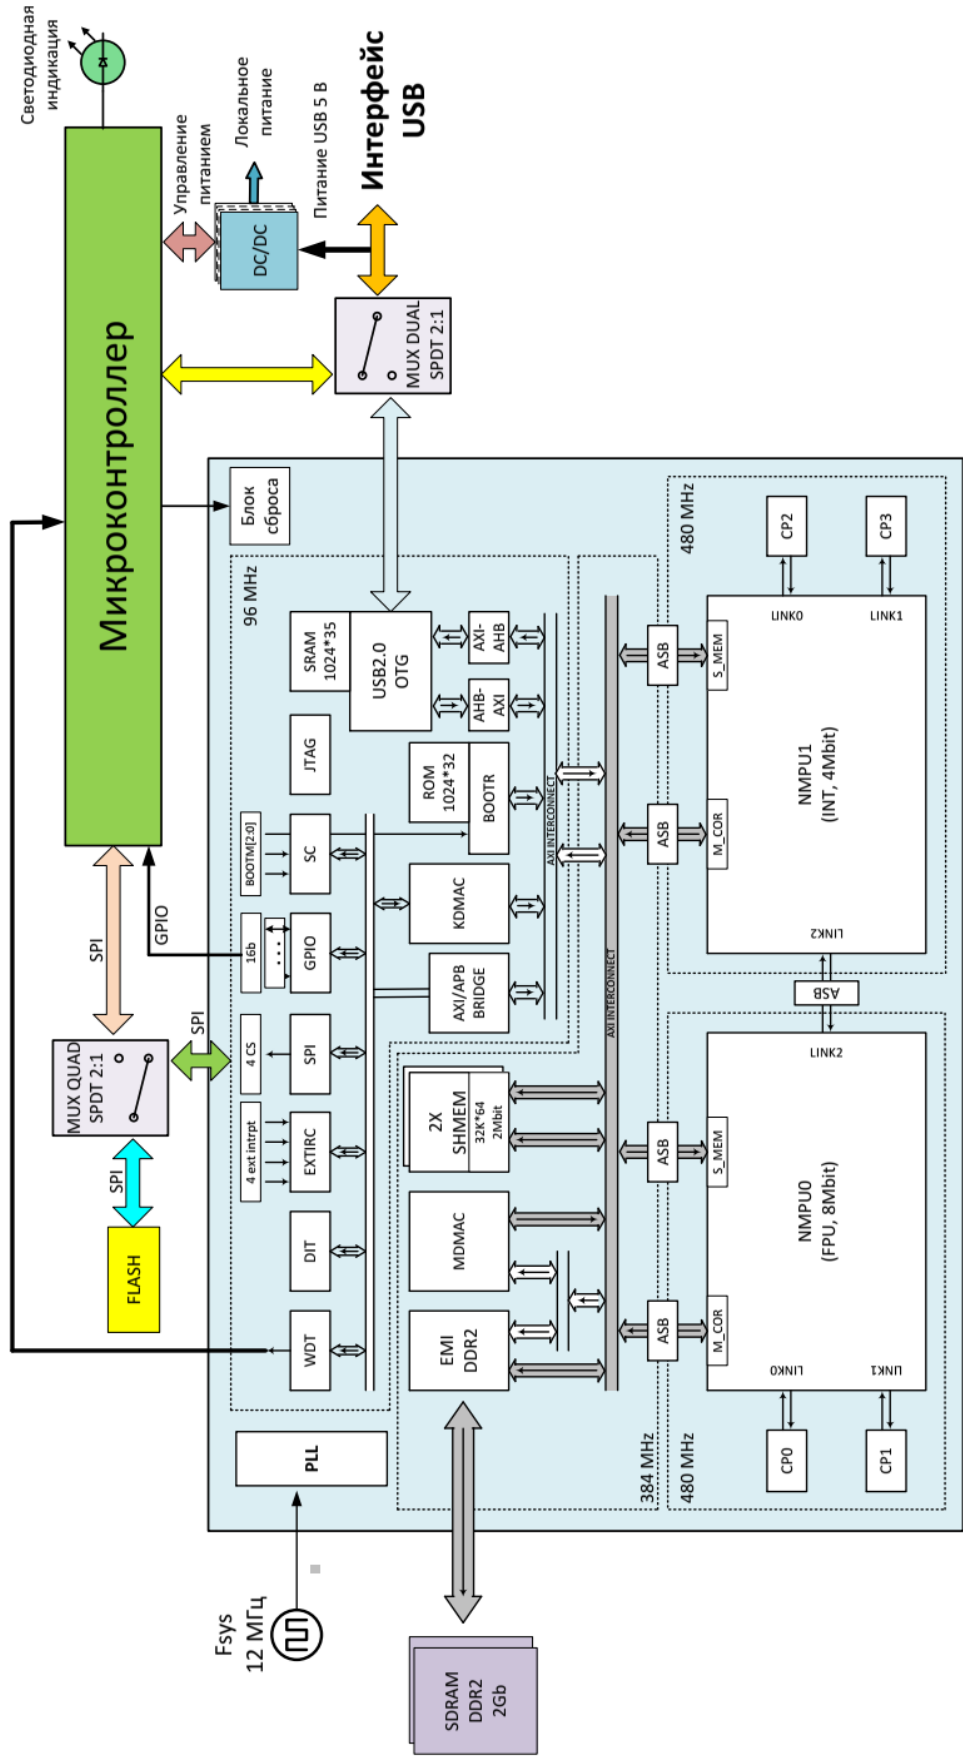 Светодиодная
индикация
Микроконтроллер
Управление
питанием
Локальное
питание
DC/DC
Питание USB 5 В
Интерфейс
USB
MUX DUAL
SPDT 2:1
SPI
GPIO
MUX QUAD
SPDT 2:1
SPI
SPI
FLASH
Fsys
12 МГц
PLL
SDRAM
DDR2
2Gb
Блок
сброса
96 MHz
4 ext intrpt
4 CS
16b
...
BOOTM[2:0]
WDT
DIT
EXTIRC
SPI
GPIO
SC
JTAG
SRAM
1024*35
USB2.0
OTG
ROM
1024*32
BOOTR
KDMAC
AXI/APB
BRIDGE
AHB-
AXI
AXI-
AHB
AXI INTERCONNECT
EMI
DDR2
MDMAC
2X
SHMEM
32K*64
2Mbit
AXI INTERCONNECT
384 MHz
ASB
ASB
ASB
ASB
480 MHz
M_COR
S_MEM
NMPU0
(FPU, 8Mbit)
LINK0
LINK1
LINK2
CP0
CP1
ASB
480 MHz
M_COR
S_MEM
NMPU1
(INT, 4Mbit)
LINK2
LINK0
LINK1
CP2
CP3